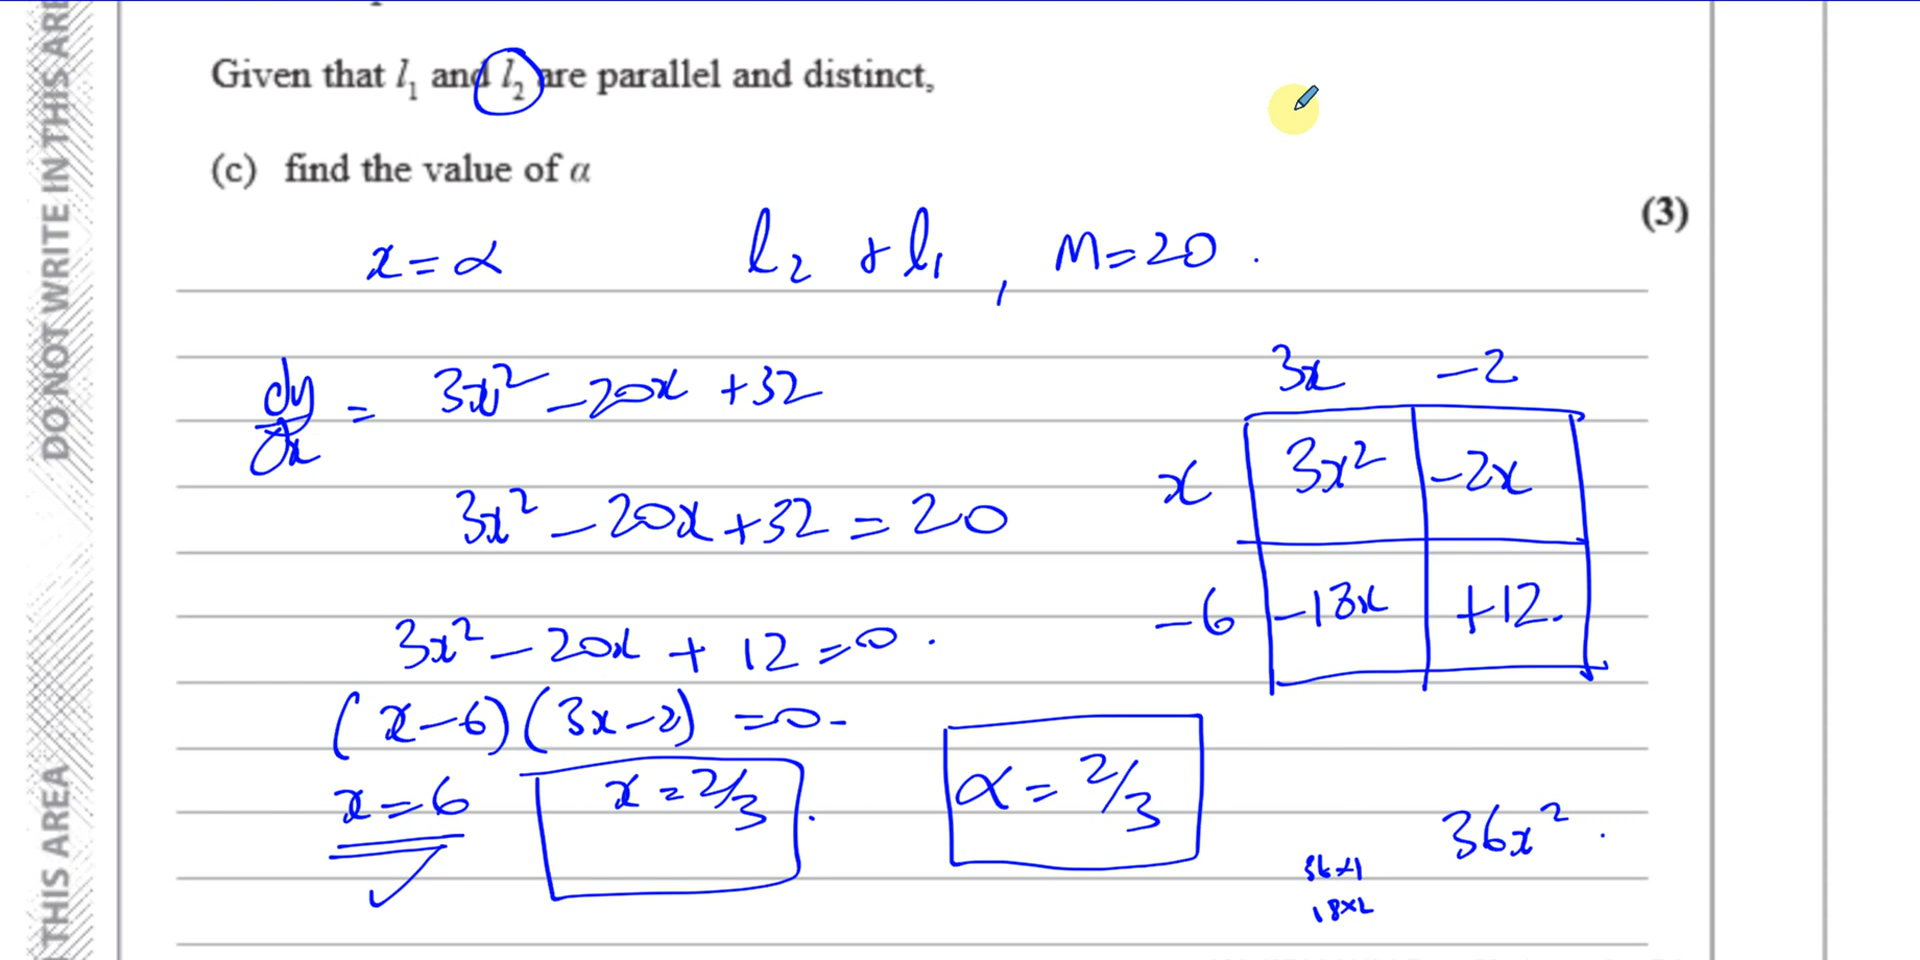 Given that l₁ and l₂ are parallel and distinct,
(c) find the value of α
(3)
x = α l₂ & l₁, M = 20.
dy/dx = 3x² - 20x + 32
3x² - 20x + 32 = 20
3x² - 20x + 12 = 0.
(x - 6)(3x - 2) = 0
x = 6 x = 2/3. α = 2/3
3x -2
x 3x² -2x
-6 -18x +12.
36x².
36x1
18x2
DO NOT WRITE IN THIS AREA
THIS AREA